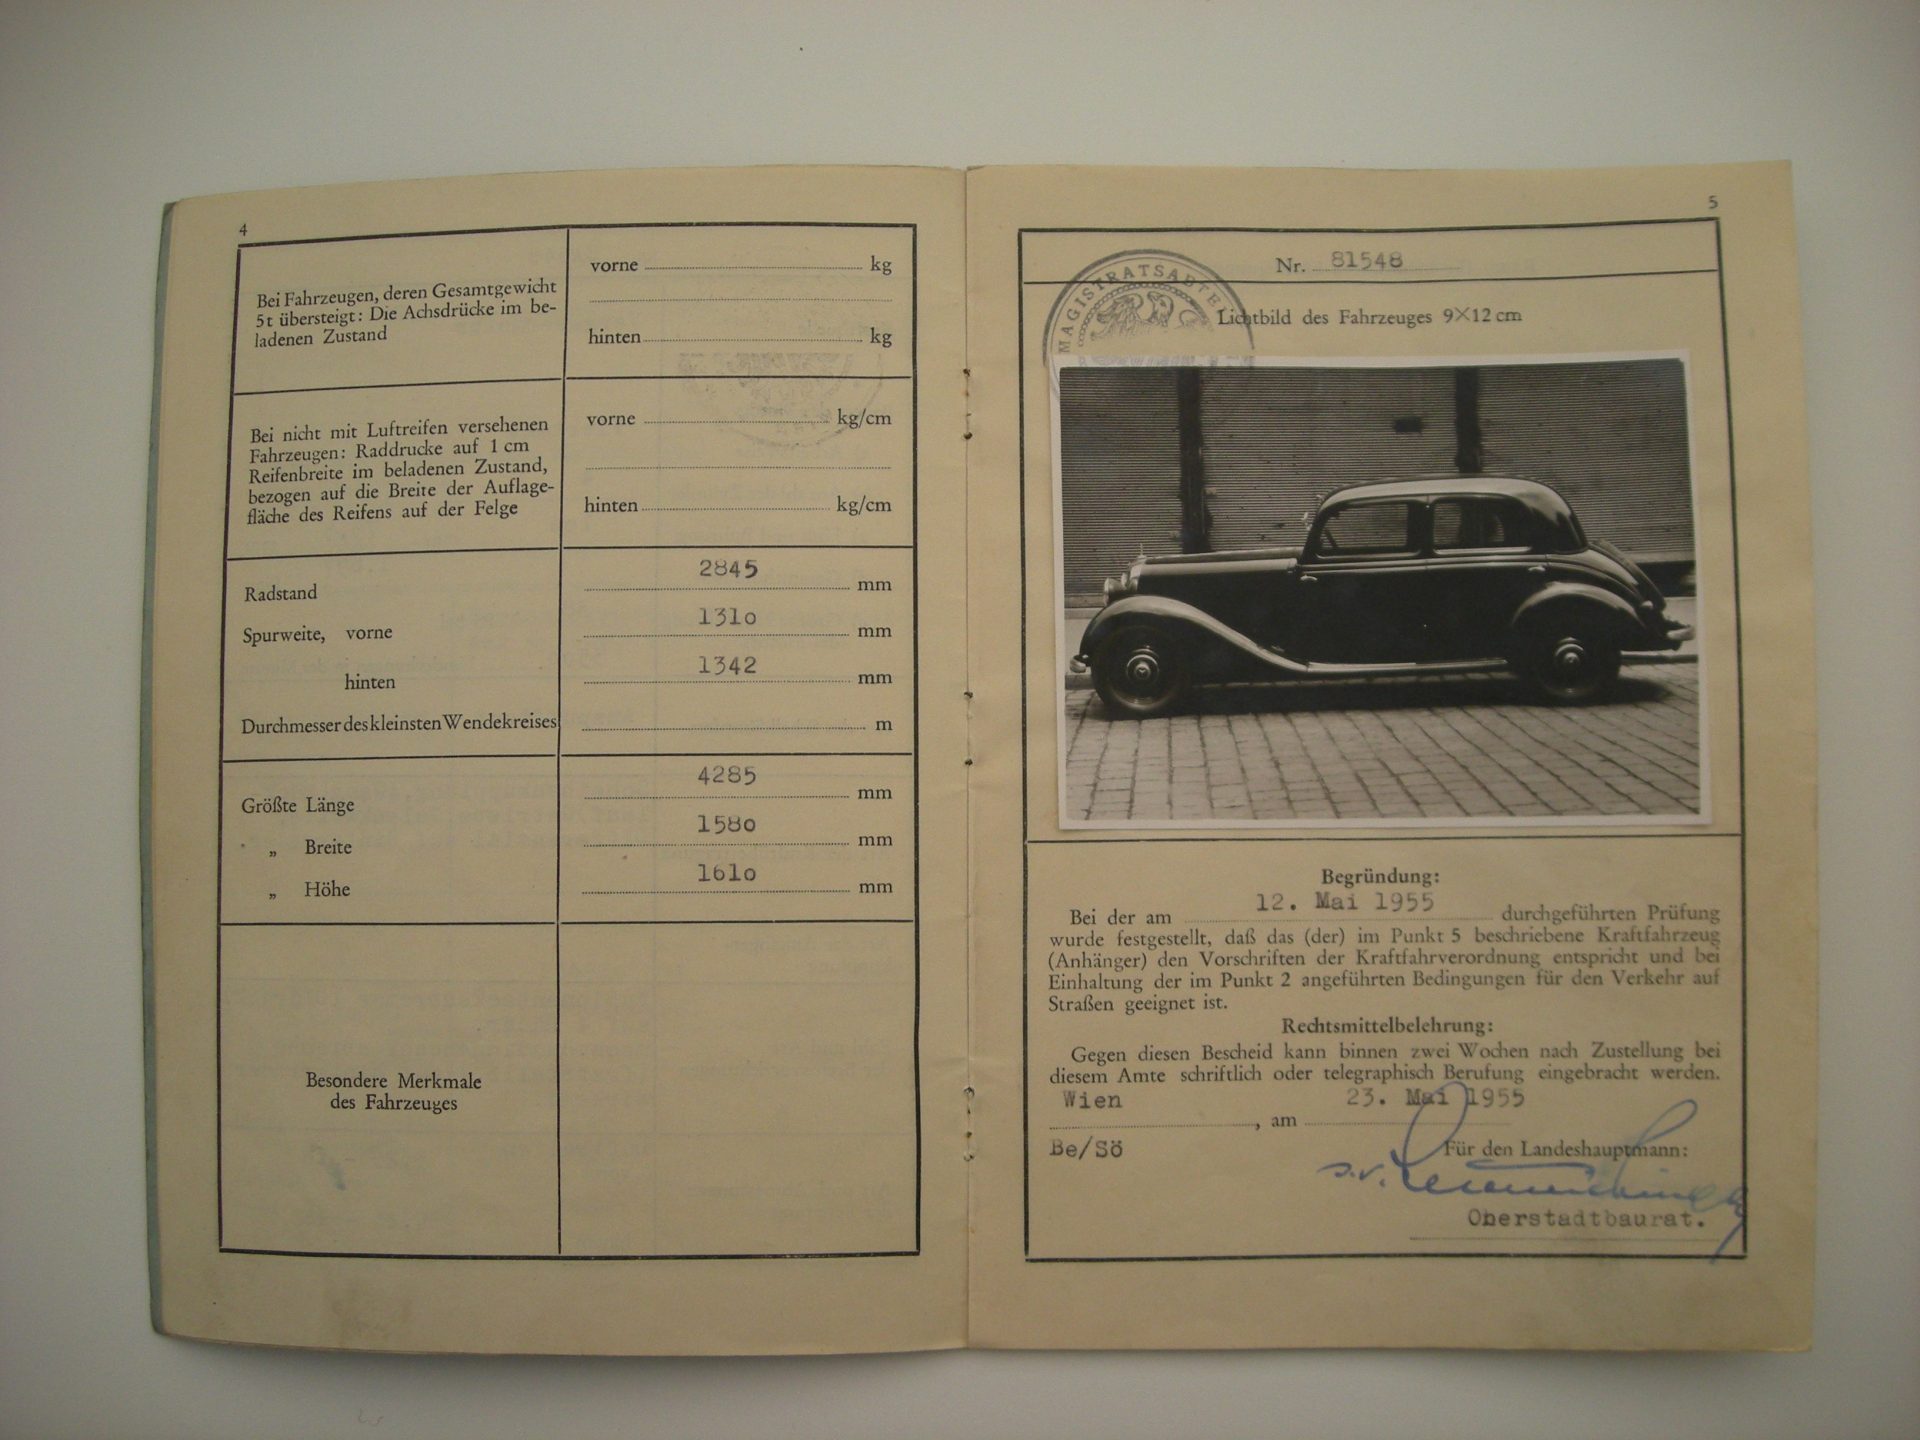 4
Bei Fahrzeugen, deren Gesamtgewicht
5 t übersteigt: Die Achsdrücke im be-
ladenen Zustand
vorne kg
hinten kg
Bei nicht mit Luftreifen versehenen
Fahrzeugen: Raddrucke auf 1 cm
Reifenbreite im beladenen Zustand,
bezogen auf die Breite der Auflage-
fläche des Reifens auf der Felge
vorne kg/cm
hinten kg/cm
Radstand 2845 mm
Spurweite, vorne 1310 mm
hinten 1342 mm
Durchmesser des kleinsten Wendekreises m
Größte Länge 4285 mm
„ Breite 1580 mm
„ Höhe 1610 mm
Besondere Merkmale
des Fahrzeuges
5
Nr. 81548
MAGISTRATSABTEI
Lichtbild des Fahrzeuges 9×12 cm
Begründung:
Bei der am 12. Mai 1955 durchgeführten Prüfung
wurde festgestellt, daß das (der) im Punkt 5 beschriebene Kraftfahrzeug
(Anhänger) den Vorschriften der Kraftfahrverordnung entspricht und bei
Einhaltung der im Punkt 2 angeführten Bedingungen für den Verkehr auf
Straßen geeignet ist.
Rechtsmittelbelehrung:
Gegen diesen Bescheid kann binnen zwei Wochen nach Zustellung bei
diesem Amte schriftlich oder telegraphisch Berufung eingebracht werden.
Wien, am 23. Mai 1955
Be/Sö
Für den Landeshauptmann:
Oberstadtbaurat.